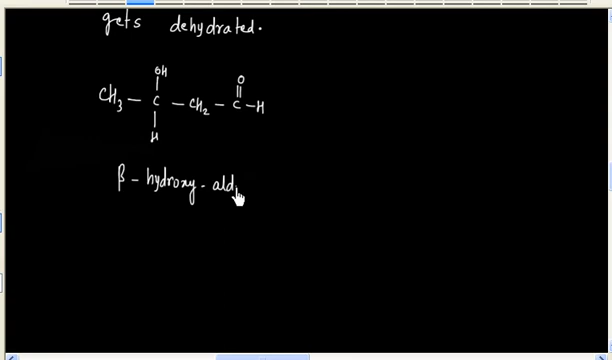 gets dehydrated.
OH
O
CH3 — C — CH2 — C — H
H
β - hydroxy - ald